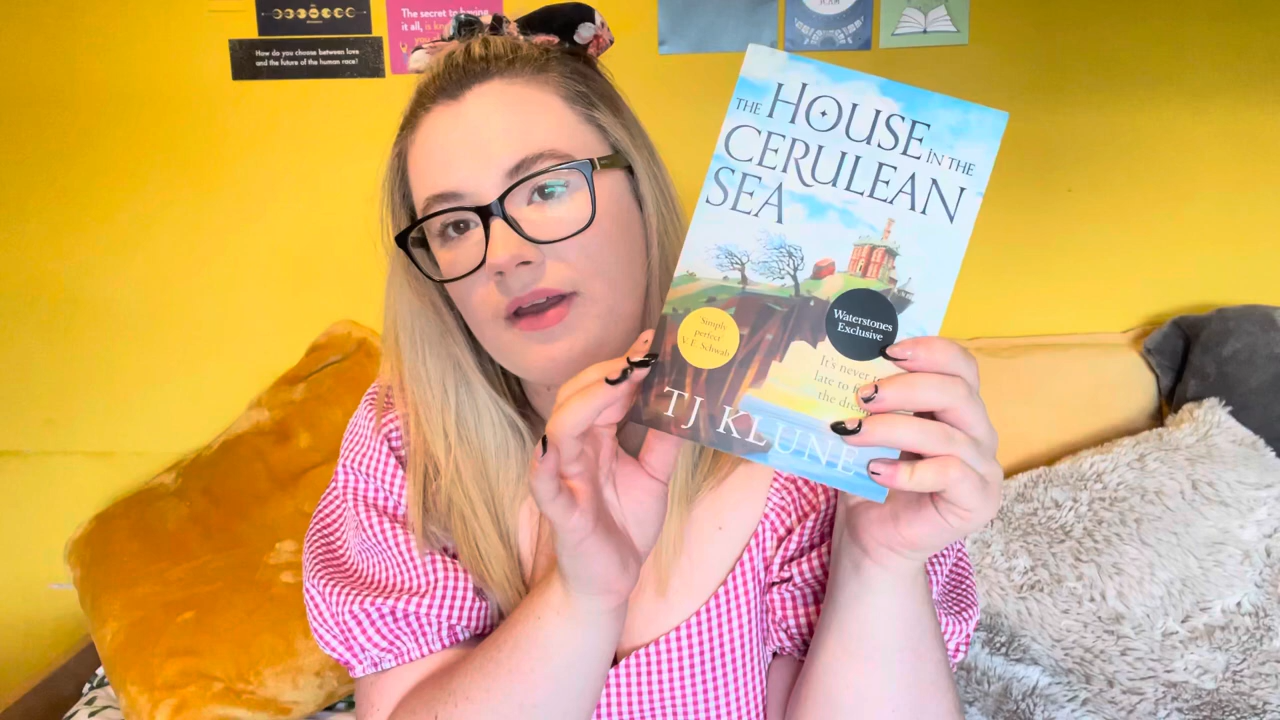 The secret to having
it all, is kn
How do you choose between love
and the future of the human race?
THE HOUSE IN THE
CERULEAN
SEA
'Simply
perfect'
V. E. Schwab
Waterstones
Exclusive
It's never t
late to f
the drea
TJ KLUNE